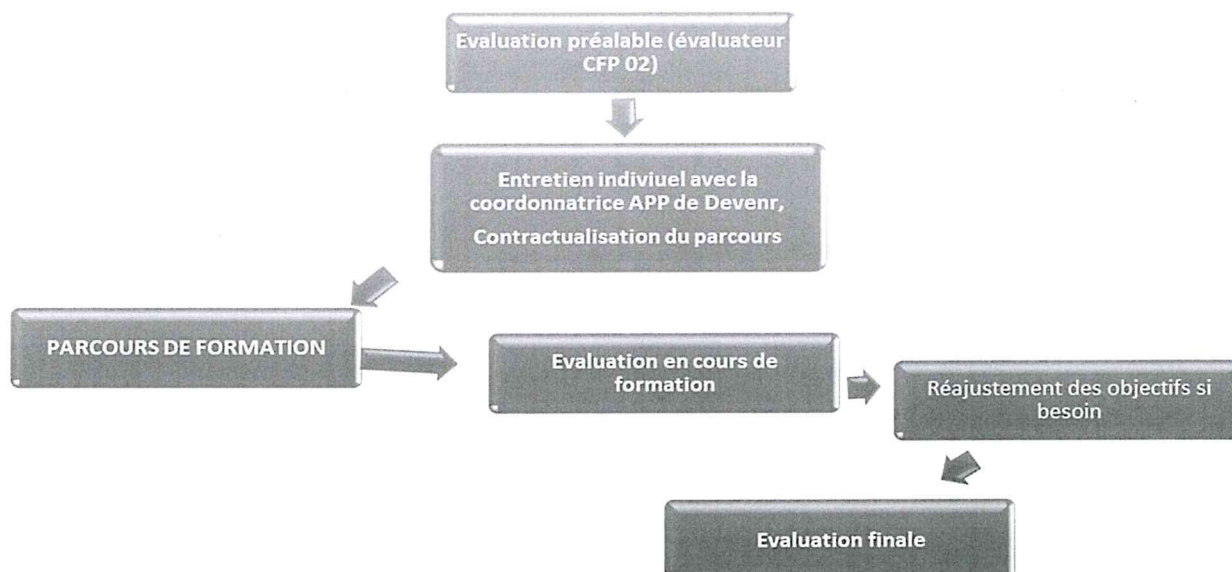 Evaluation préalable (évaluateur
CFP 02)
Entretien indiviuel avec la
coordonnatrice APP de Devenr,
Contractualisation du parcours
PARCOURS DE FORMATION
Evaluation en cours de
formation
Réajustement des objectifs si
besoin
Evaluation finale